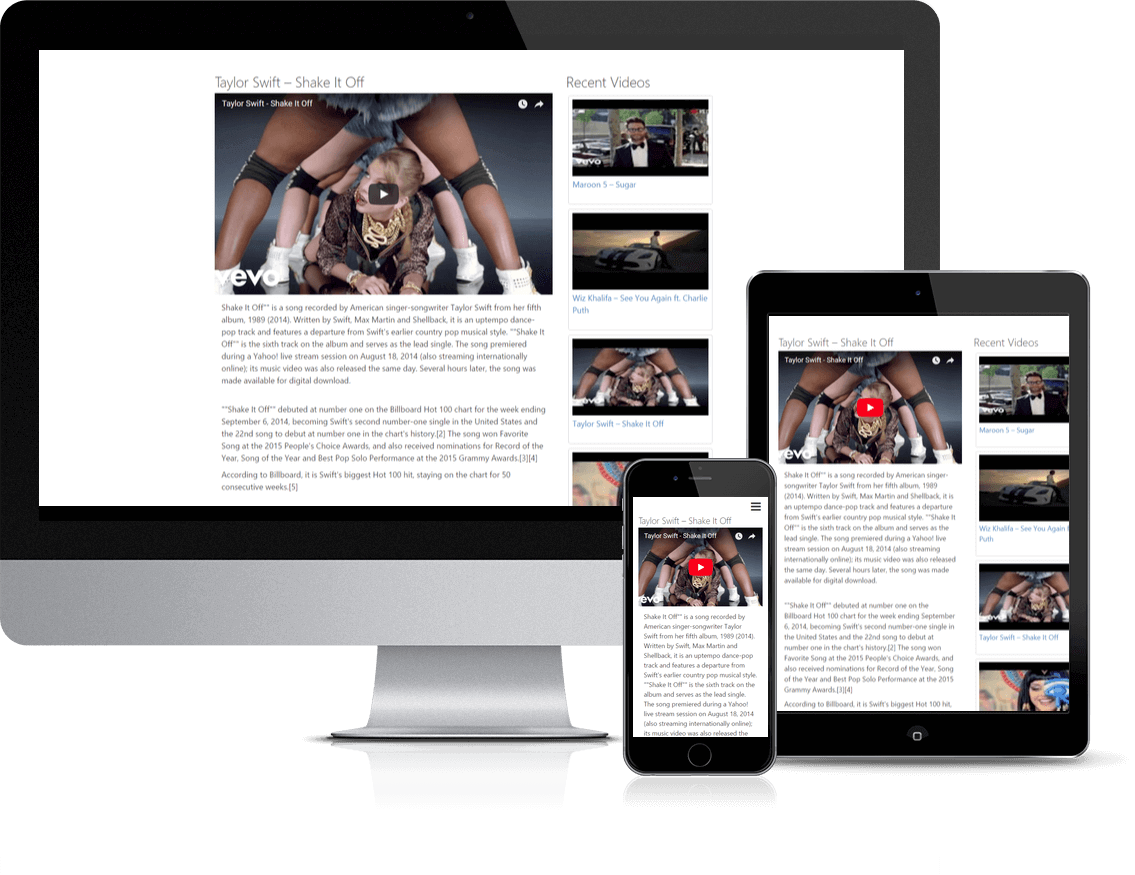 Taylor Swift – Shake It Off
Taylor Swift - Shake It Off
vevo
Shake It Off"" is a song recorded by American singer-songwriter Taylor Swift from her fifth
album, 1989 (2014). Written by Swift, Max Martin and Shellback, it is an uptempo dance-
pop track and features a departure from Swift's earlier country pop musical style. ""Shake It
Off"" is the sixth track on the album and serves as the lead single. The song premiered
during a Yahoo! live stream session on August 18, 2014 (also streaming internationally
online); its music video was also released the same day. Several hours later, the song was
made available for digital download.
""Shake It Off"" debuted at number one on the Billboard Hot 100 chart for the week ending
September 6, 2014, becoming Swift's second number-one single in the United States and
the 22nd song to debut at number one in the chart's history.[2] The song won Favorite
Song at the 2015 People's Choice Awards, and also received nominations for Record of the
Year, Song of the Year and Best Pop Solo Performance at the 2015 Grammy Awards.[3][4]
According to Billboard, it is Swift's biggest Hot 100 hit, staying on the chart for 50
consecutive weeks.[5]
Recent Videos
vevo
Maroon 5 – Sugar
Wiz Khalifa – See You Again ft. Charlie
Puth
Taylor Swift – Shake It Off
Taylor Swift – Shake It Off
Taylor Swift - Shake It Off
evo
Shake It Off"" is a song recorded by
American singer-songwriter Taylor
Swift from her fifth album, 1989 (2014).
Written by Swift, Max Martin and
Shellback, it is an uptempo dance-pop
track and features a departure from
Swift's earlier country pop musical style.
""Shake It Off"" is the sixth track on the
album and serves as the lead single.
The song premiered during a Yahoo!
live stream session on August 18, 2014
(also streaming internationally online);
its music video was also released the
Taylor Swift – Shake It Off
Taylor Swift - Shake It Off
evo
Shake It Off"" is a song recorded by American singer-
songwriter Taylor Swift from her fifth album, 1989
(2014). Written by Swift, Max Martin and Shellback, it is
an uptempo dance-pop track and features a departure
from Swift's earlier country pop musical style. ""Shake It
Off"" is the sixth track on the album and serves as the
lead single. The song premiered during a Yahoo! live
stream session on August 18, 2014 (also streaming
internationally online); its music video was also released
the same day. Several hours later, the song was made
available for digital download.
""Shake It Off"" debuted at number one on the
Billboard Hot 100 chart for the week ending September
6, 2014, becoming Swift's second number-one single in
the United States and the 22nd song to debut at
number one in the chart's history.[2] The song won
Favorite Song at the 2015 People's Choice Awards, and
also received nominations for Record of the Year, Song
of the Year and Best Pop Solo Performance at the 2015
Grammy Awards.[3][4]
According to Billboard, it is Swift's biggest Hot 100 hit,
Recent Videos
vevo
Maroon 5 – Sugar
Wiz Khalifa – See You Again f
Puth
Taylor Swift – Shake It Off